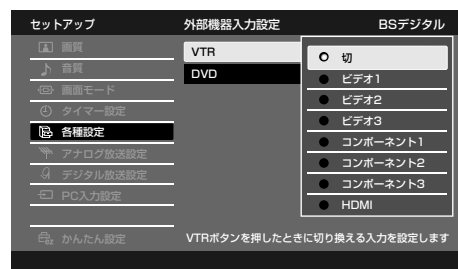 セットアップ 外部機器入力設定 BSデジタル
画質
音質
画面モード
タイマー設定
各種設定
アナログ放送設定
デジタル放送設定
PC入力設定
かんたん設定
VTR
DVD
切
ビデオ1
ビデオ2
ビデオ3
コンポーネント1
コンポーネント2
コンポーネント3
HDMI
VTRボタンを押したときに切り換える入力を設定します